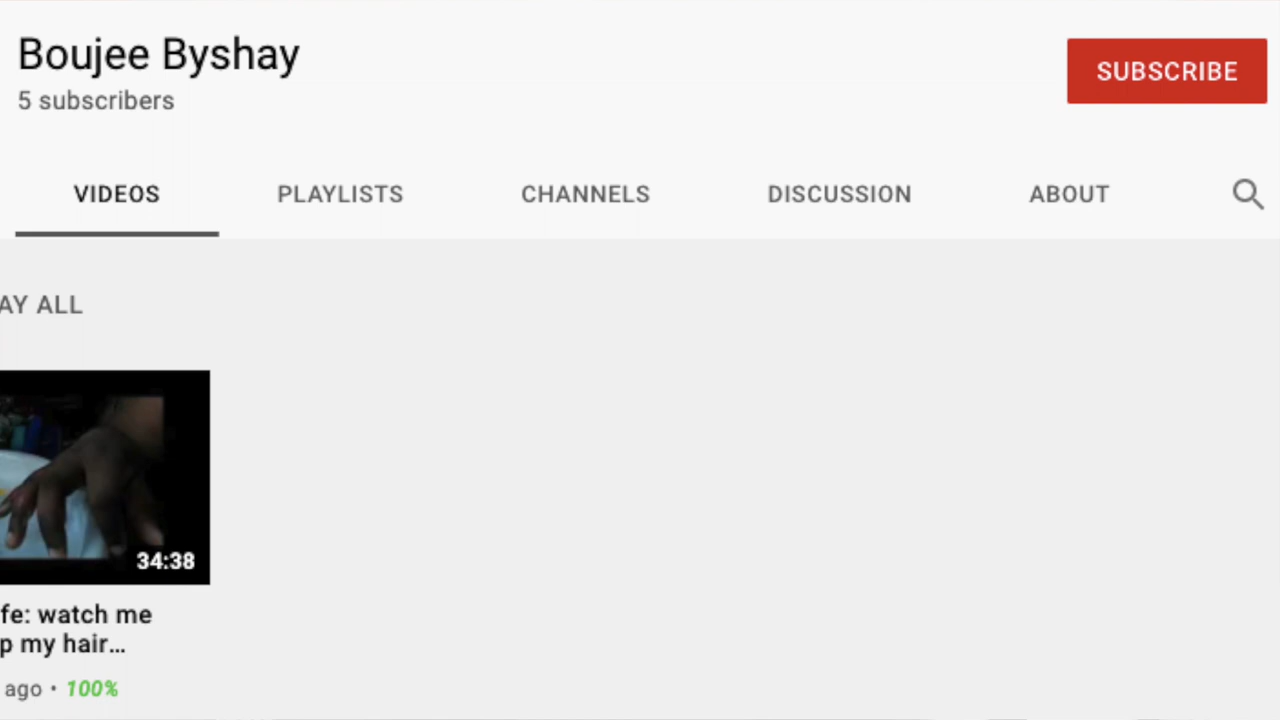 Boujee Byshay
5 subscribers
SUBSCRIBE
VIDEOS PLAYLISTS CHANNELS DISCUSSION ABOUT
AY ALL
34:38
fe: watch me
p my hair...
ago • 100%